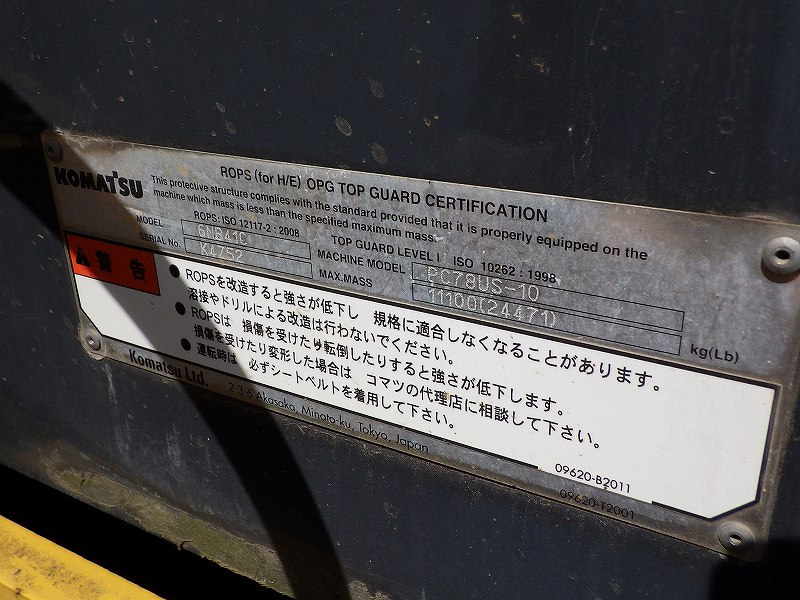 KOMATSU
ROPS (for H/E) OPG TOP GUARD CERTIFICATION
This protective structure complies with the standard provided that it is properly equipped on the
machine which mass is less than the specified maximum mass.
ROPS: ISO 12117-2 : 2008
TOP GUARD LEVEL I ISO 10262 : 1998
MODEL 6NB41C
MACHINE MODEL PC78US-10
SERIAL No. K4752
MAX.MASS 11100(24471) kg(Lb)
警告
● ROPSを改造すると強さが低下し 規格に適合しなくなることがあります。
溶接やドリルによる改造は行わないでください。
● ROPSは 損傷を受けたり転倒したりすると強さが低下します。
損傷を受けたり変形した場合は コマツの代理店に相談して下さい。
● 運転時は 必ずシートベルトを着用して下さい。
09620-B2011
Komatsu Ltd.
2-3-6 Akasaka, Minato-ku, Tokyo, Japan
09620-T2001